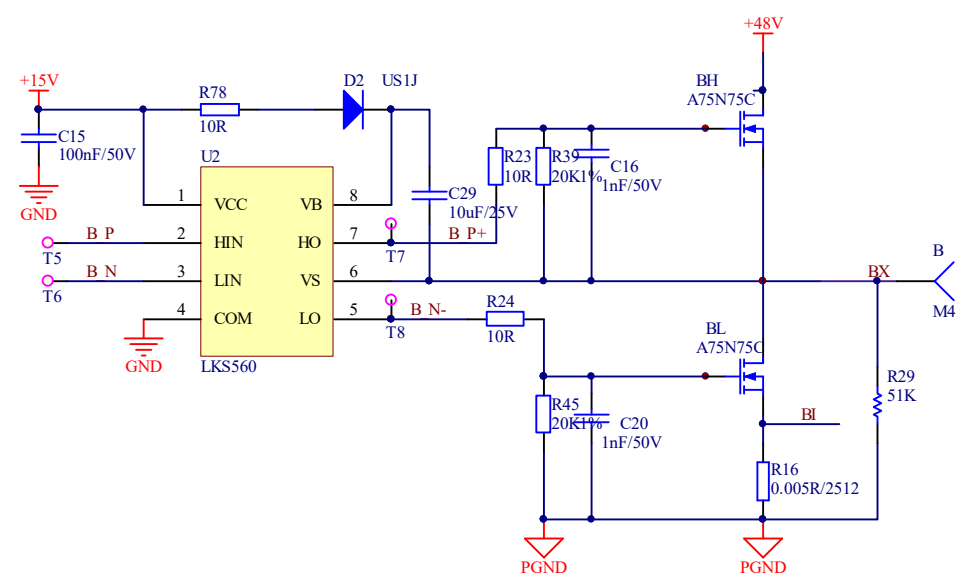 +48V
+15V
R78
10R
D2
US1J
BH
A75N75C
C15
100nF/50V
GND
U2
1
VCC
VB
8
2
HIN
HO
7
3
LIN
VS
6
4
COM
LO
5
LKS560
C29
10uF/25V
R23
10R
R39
20K1%
C16
1nF/50V
B P
T5
B N
T6
GND
T7
B P+
T8
B N-
R24
10R
BX
B
M4
BL
A75N75C
R45
20K1%
C20
1nF/50V
BI
R29
51K
R16
0.005R/2512
PGND
PGND